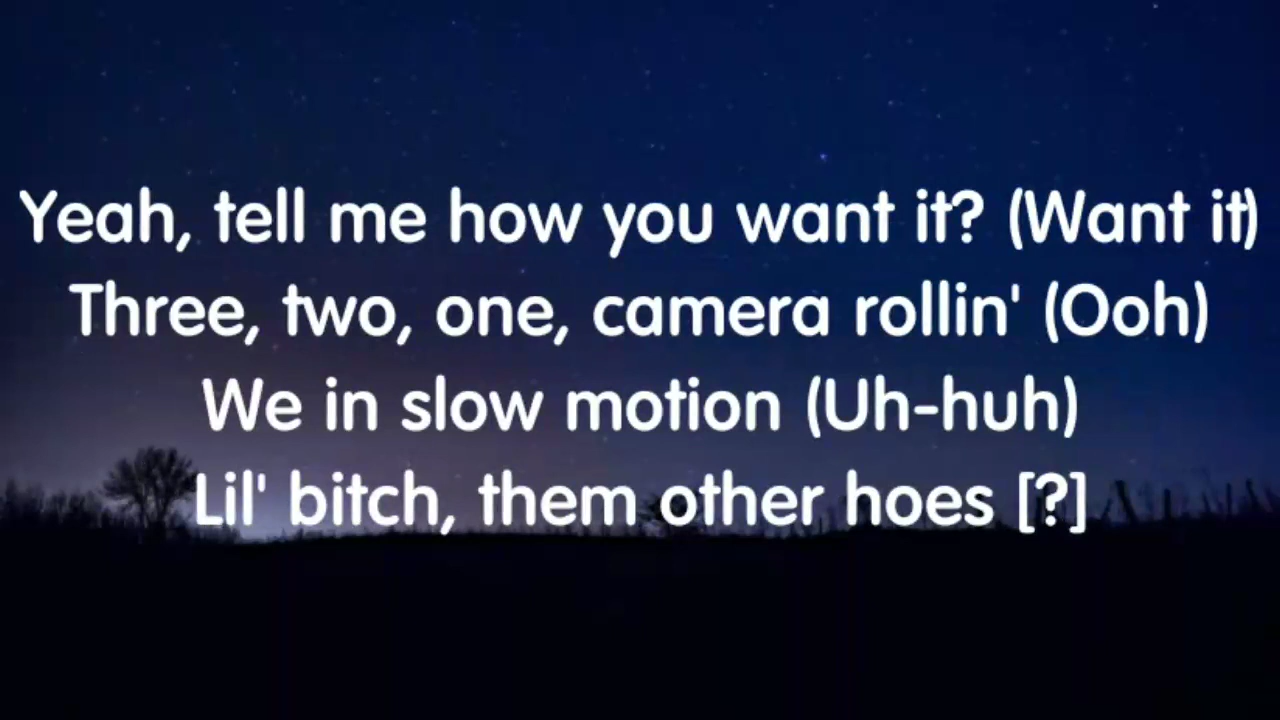 Yeah, tell me how you want it? (Want it)
Three, two, one, camera rollin' (Ooh)
We in slow motion (Uh-huh)
Lil' bitch, them other hoes [?]